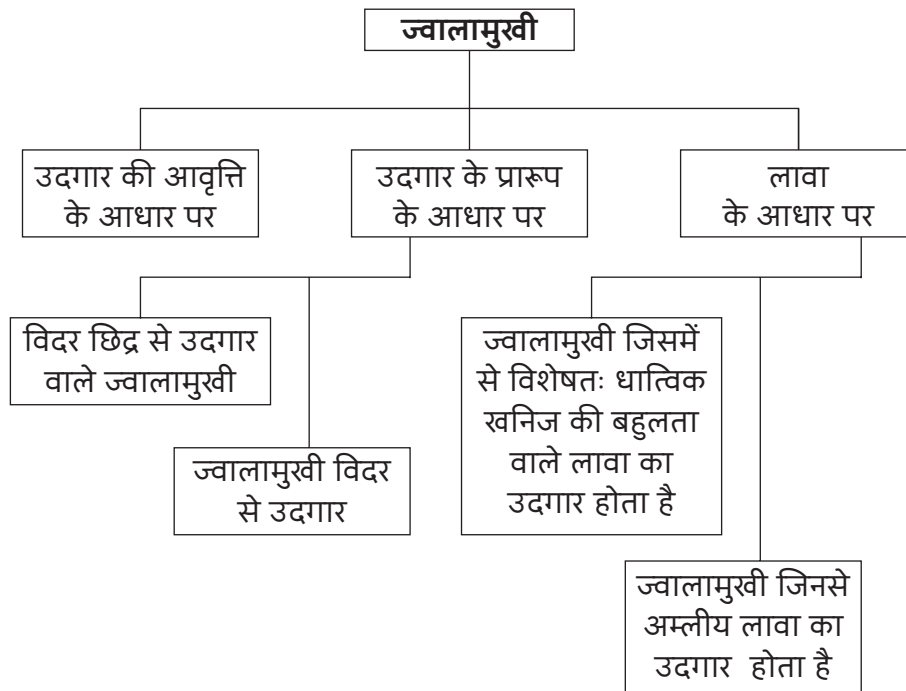 ज्वालामुखी
उदगार की आवृत्ति
के आधार पर
उदगार के प्रारूप
के आधार पर
लावा
के आधार पर
विदर छिद्र से उदगार
वाले ज्वालामुखी
ज्वालामुखी विदर
से उदगार
ज्वालामुखी जिसमें
से विशेषतः धात्विक
खनिज की बहुलता
वाले लावा का
उदगार होता है
ज्वालामुखी जिनसे
अम्लीय लावा का
उदगार होता है